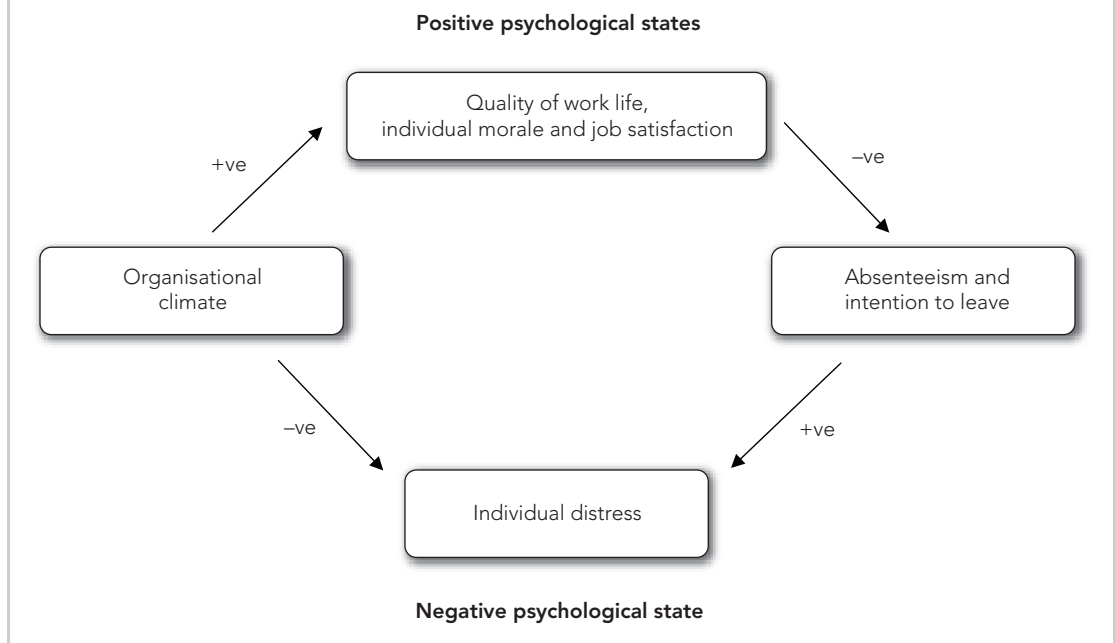 Positive psychological states
Quality of work life,
individual morale and job satisfaction
+ve
–ve
Organisational
climate
Absenteeism and
intention to leave
–ve
+ve
Individual distress
Negative psychological state